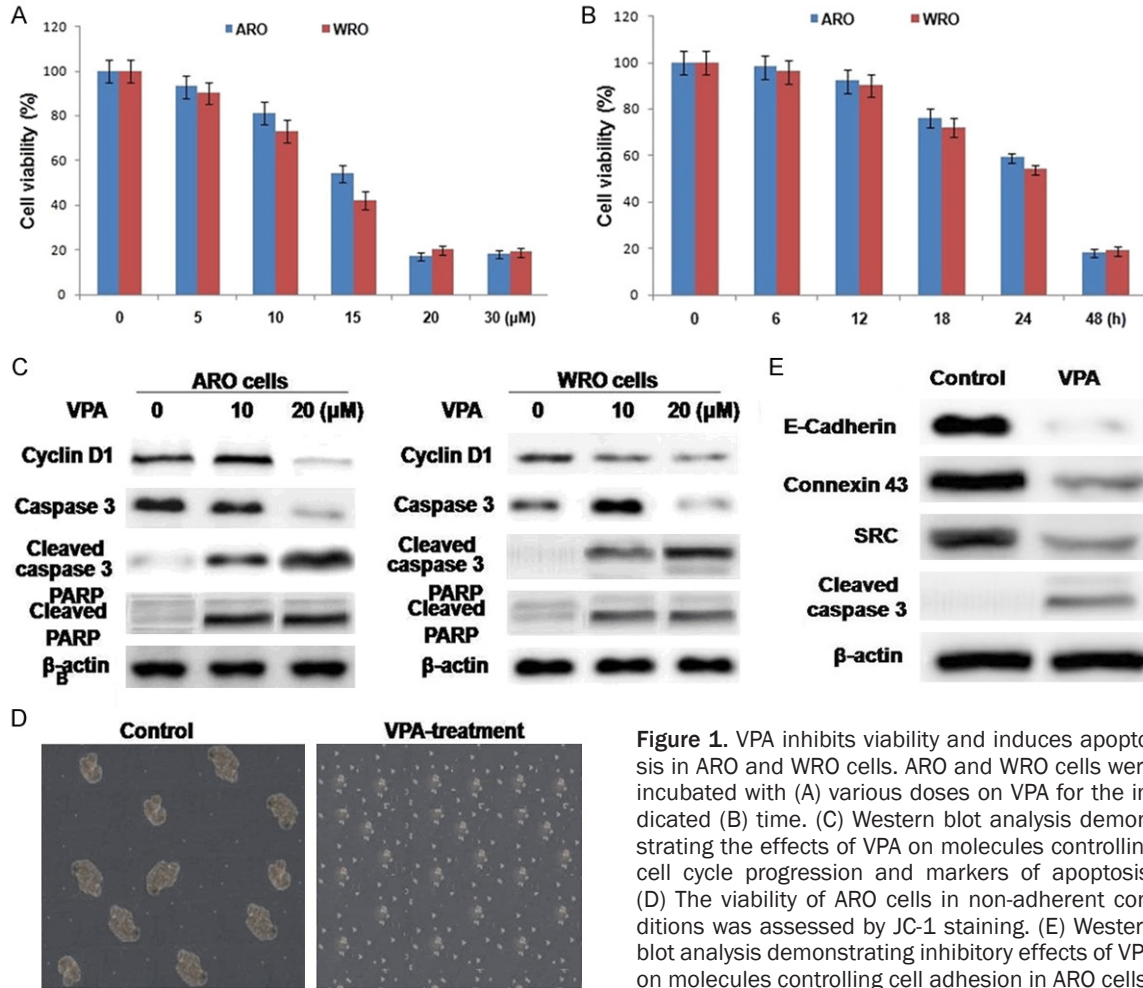 A
ARO WRO
Cell viability (%)
120
100
80
60
40
20
0
0 5 10 15 20 30 (µM)
B
ARO WRO
Cell viability (%)
120
100
80
60
40
20
0
0 6 12 18 24 48 (h)
C
ARO cells
VPA 0 10 20 (µM)
Cyclin D1
Caspase 3
Cleaved
caspase 3
PARP
Cleaved
PARP
β-actin
B
WRO cells
VPA 0 10 20 (µM)
Cyclin D1
Caspase 3
Cleaved
caspase 3
PARP
Cleaved
PARP
β-actin
E
Control VPA
E-Cadherin
Connexin 43
SRC
Cleaved
caspase 3
β-actin
D
Control VPA-treatment
Figure 1. VPA inhibits viability and induces apopto
sis in ARO and WRO cells. ARO and WRO cells wer
incubated with (A) various doses on VPA for the in
dicated (B) time. (C) Western blot analysis demon
strating the effects of VPA on molecules controllin
cell cycle progression and markers of apoptosis
(D) The viability of ARO cells in non-adherent con
ditions was assessed by JC-1 staining. (E) Wester
blot analysis demonstrating inhibitory effects of VP
on molecules controlling cell adhesion in ARO cells